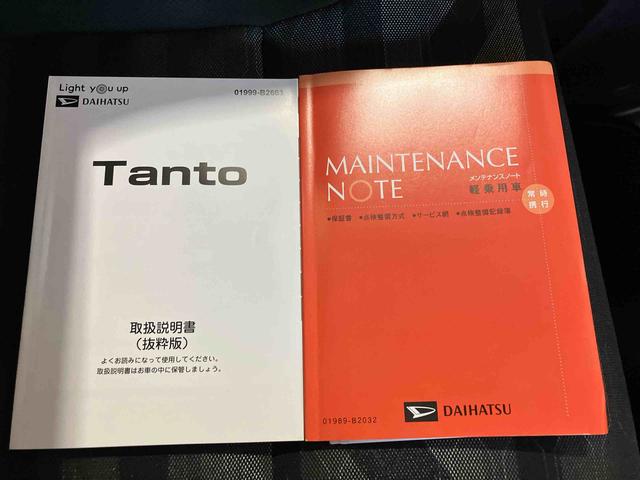 Light you up
DAIHATSU
01999-B2683
Tanto
取扱説明書
（抜粋版）
よくお読みになって使用してください。
取扱説明書はお車の中に保管しましょう。
MAINTENANCE
NOTE
メンテナンスノート
軽乗用車
常時
携行
●保証書 ●点検整備方式 ●サービス網 ●点検整備記録簿
01989-B2032
DAIHATSU